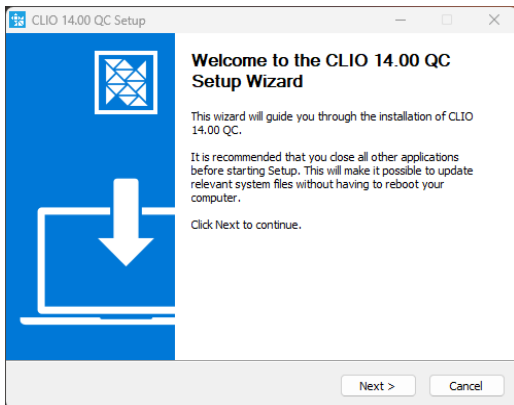 CLIO 14.00 QC Setup
Welcome to the CLIO 14.00 QC
Setup Wizard
This wizard will guide you through the installation of CLIO
14.00 QC.
It is recommended that you close all other applications
before starting Setup. This will make it possible to update
relevant system files without having to reboot your
computer.
Click Next to continue.
Next >
Cancel